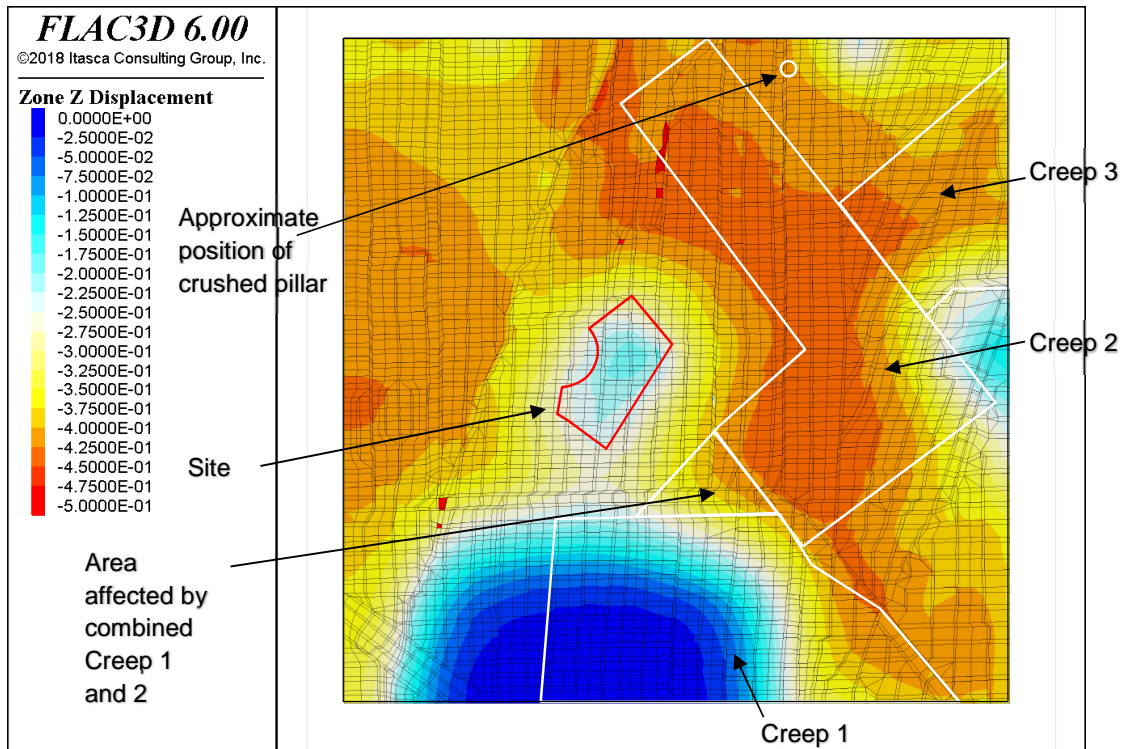 FLAC3D 6.00
©2018 Itasca Consulting Group, Inc.
Zone Z Displacement
0.0000E+00
-2.5000E-02
-5.0000E-02
-7.5000E-02
-1.0000E-01
-1.2500E-01
-1.5000E-01
-1.7500E-01
-2.0000E-01
-2.2500E-01
-2.5000E-01
-2.7500E-01
-3.0000E-01
-3.2500E-01
-3.5000E-01
-3.7500E-01
-4.0000E-01
-4.2500E-01
-4.5000E-01
-4.7500E-01
-5.0000E-01
Approximate
position of
crushed pillar
Site
Area
affected by
combined
Creep 1
and 2
Creep 3
Creep 2
Creep 1